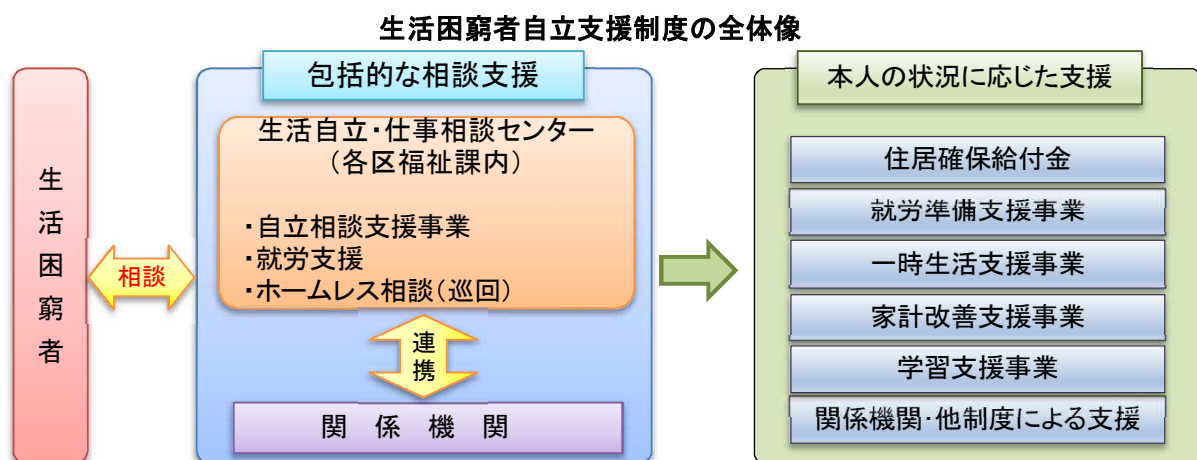 生活困窮者自立支援制度の全体像
生活困窮者
相談
包括的な相談支援
生活自立・仕事相談センター
(各区福祉課内)
・自立相談支援事業
・就労支援
・ホームレス相談(巡回)
連携
関係機関
本人の状況に応じた支援
住居確保給付金
就労準備支援事業
一時生活支援事業
家計改善支援事業
学習支援事業
関係機関・他制度による支援